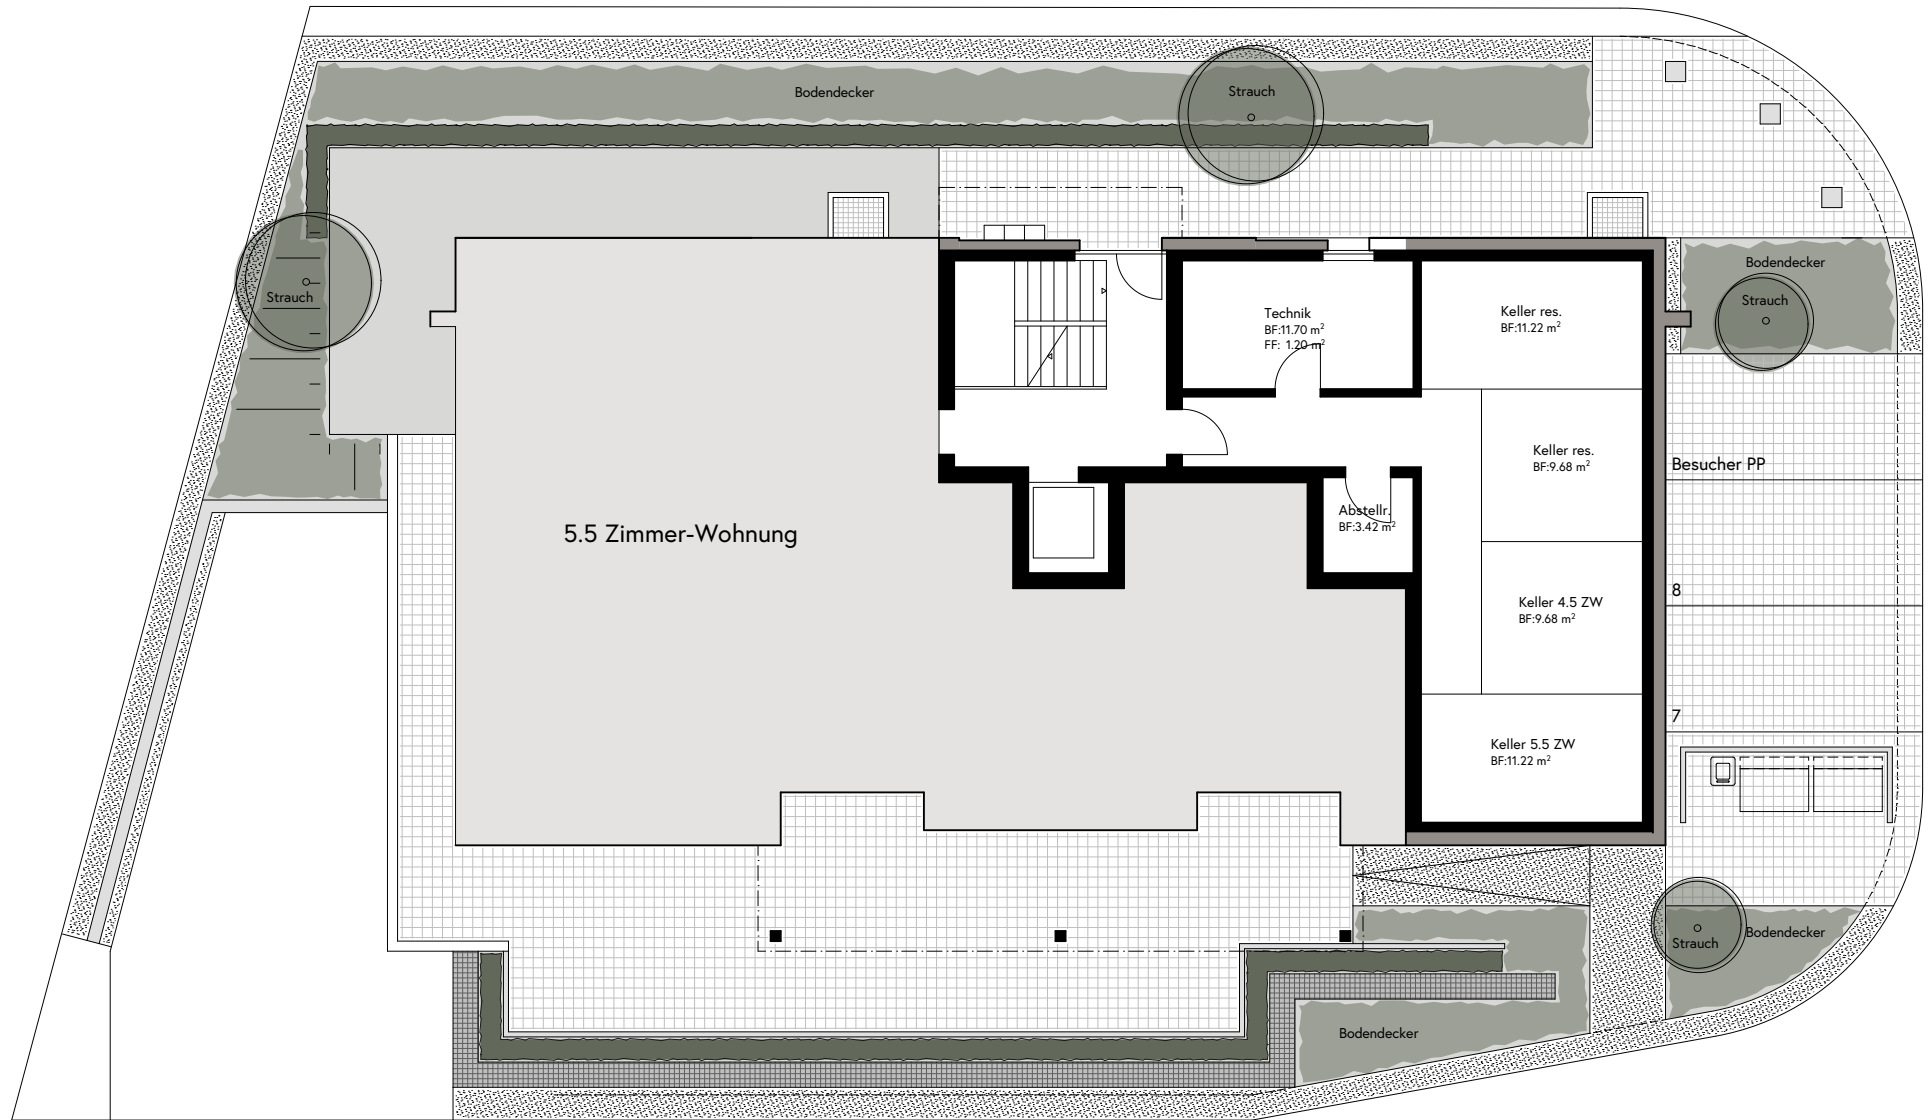 Bodendecker
Strauch
Bodendecker
Strauch
Strauch
Technik
BF:11.70 m²
FF: 1.20 m²
Keller res.
BF:11.22 m²
Keller res.
BF:9.68 m²
Besucher PP
Abstellr.
BF:3.42 m²
5.5 Zimmer-Wohnung
8
Keller 4.5 ZW
BF:9.68 m²
7
Keller 5.5 ZW
BF:11.22 m²
Strauch
Bodendecker
Bodendecker